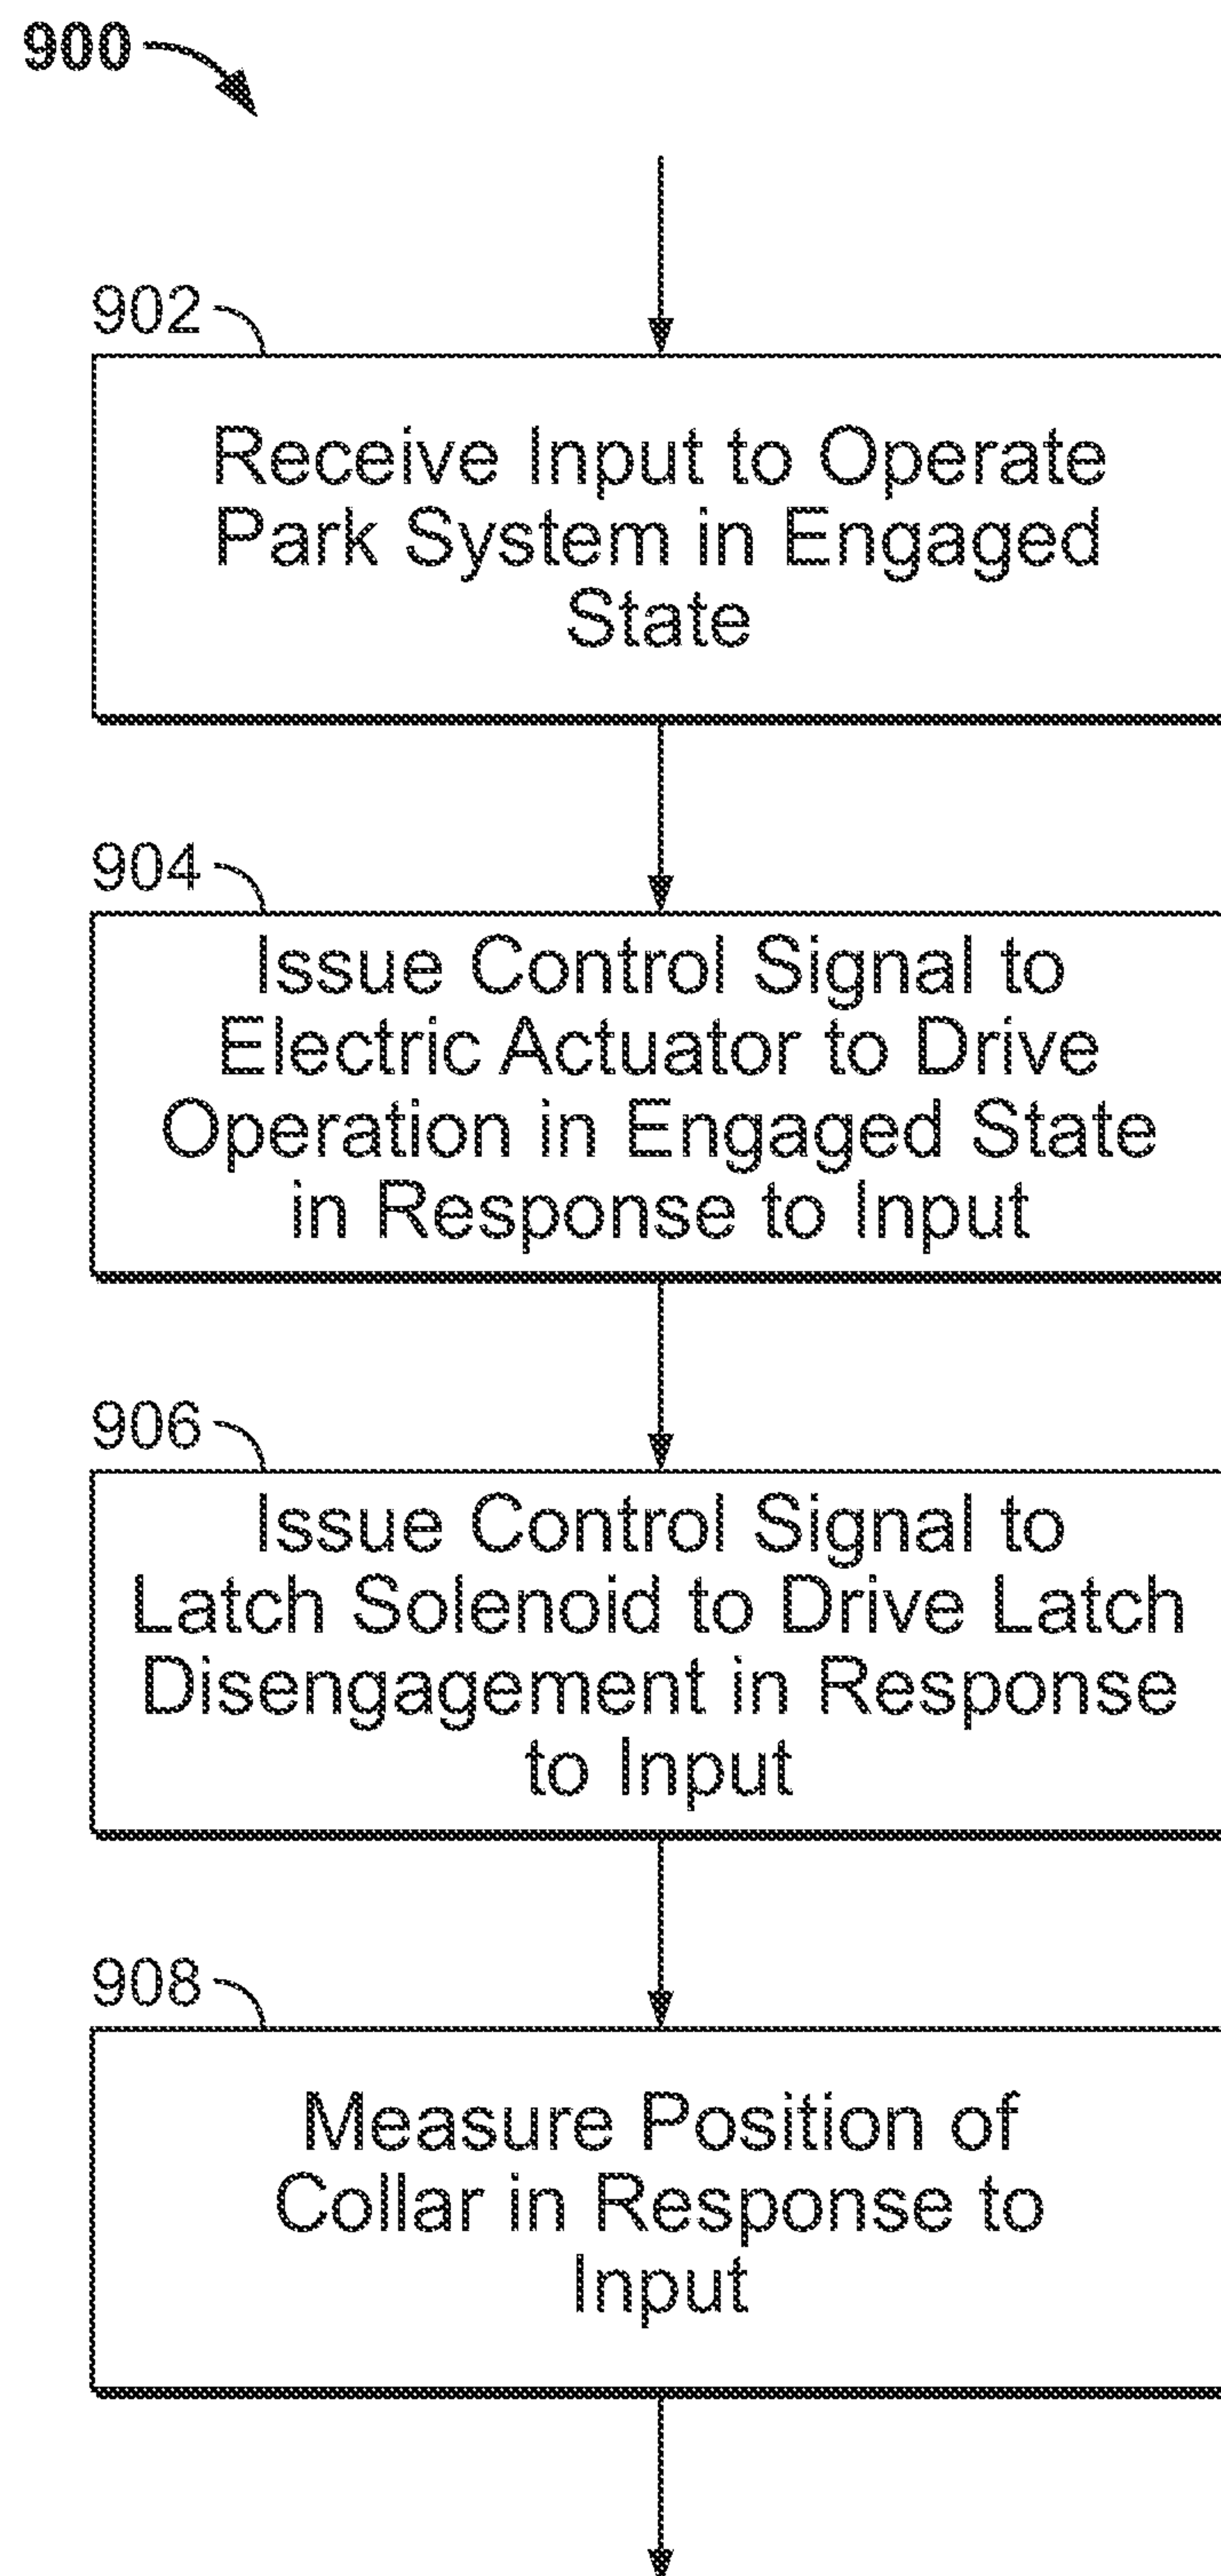 900
902
Receive Input to Operate
Park System in Engaged
State
904
Issue Control Signal to
Electric Actuator to Drive
Operation in Engaged State
in Response to Input
906
Issue Control Signal to
Latch Solenoid to Drive Latch
Disengagement in Response
to Input
908
Measure Position of
Collar in Response to
Input